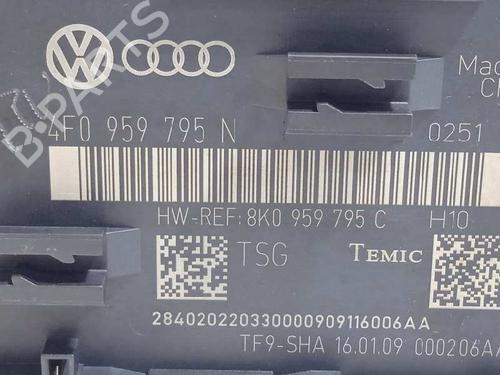 B-PARTS
4F0 959 795 N
0251
HW-REF: 8K0 959 795 C H10
TSG TEMIC
284020220330000909116006AA
TF9-SHA 16.01.09 000206A